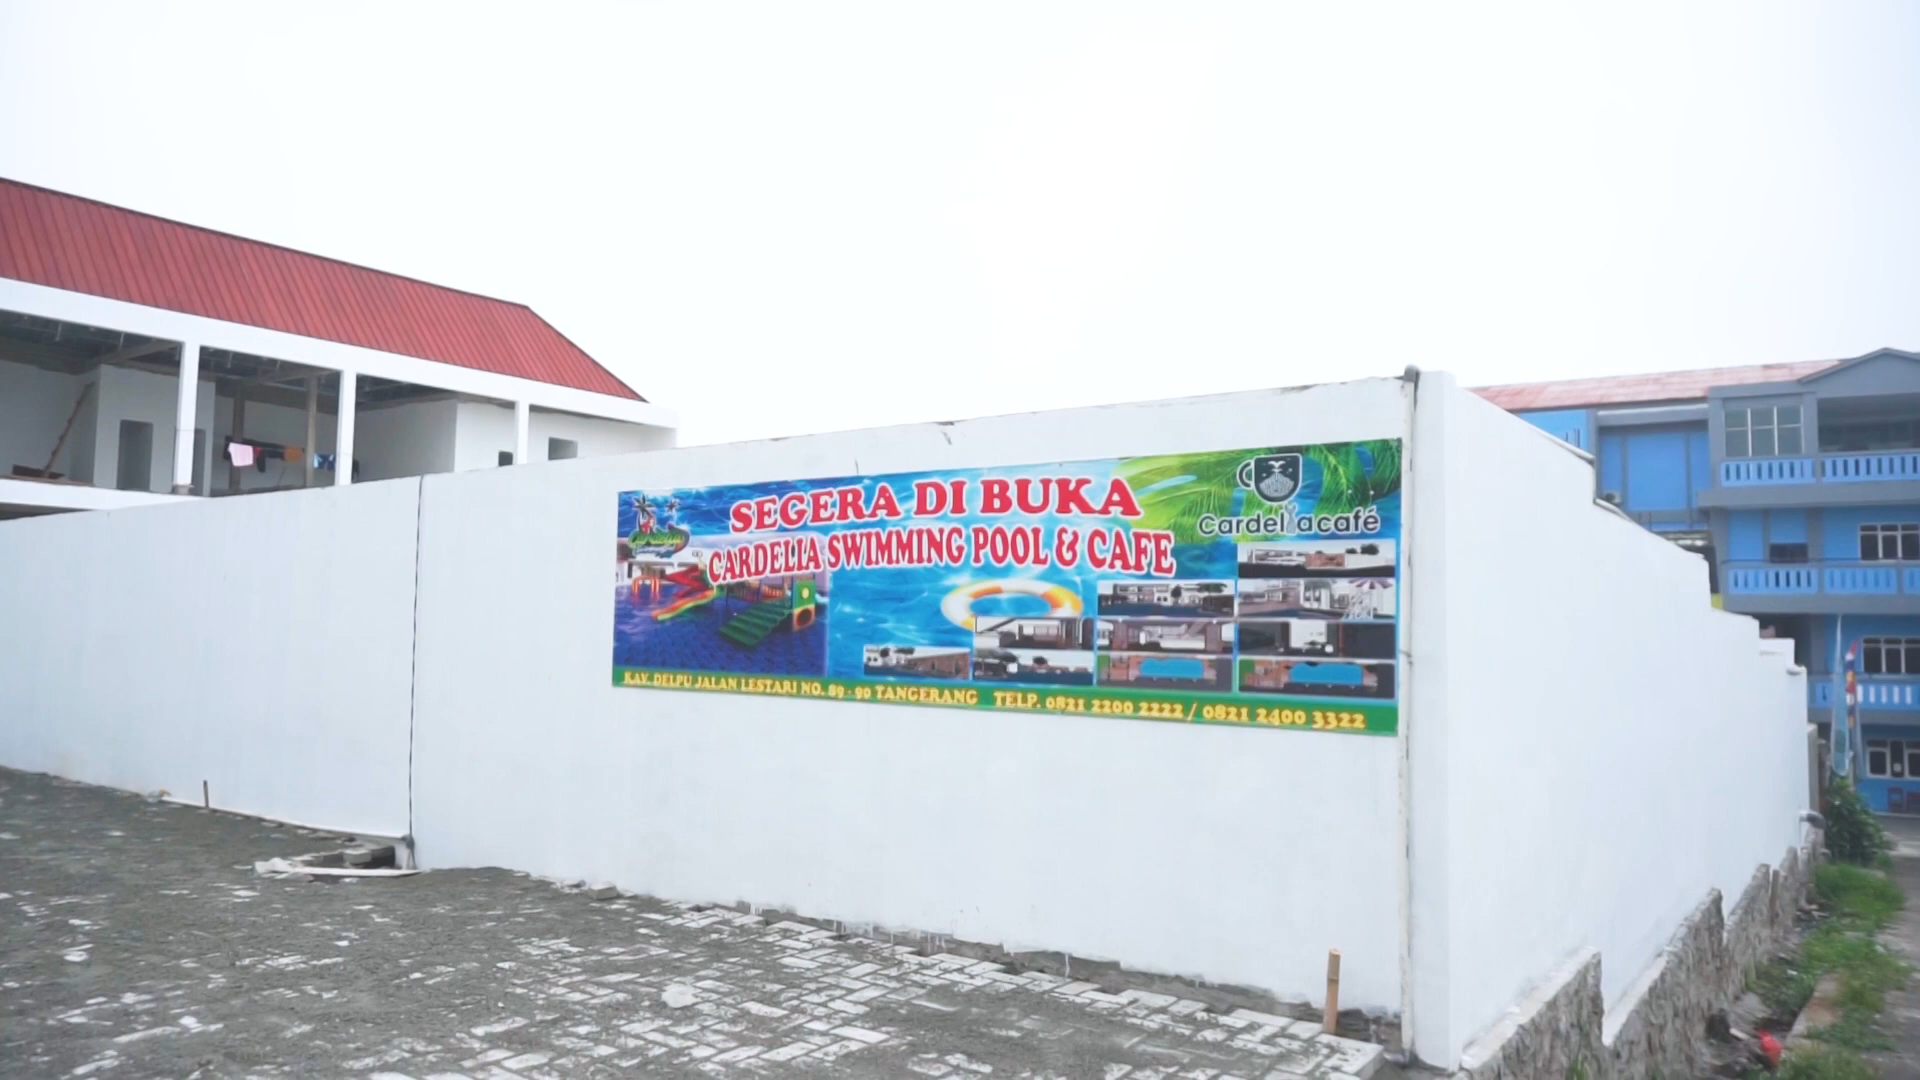 SEGERA DI BUKA
CARDELIA SWIMMING POOL & CAFE
Cardeliacafé
KAV. DELPU JALAN LESTARI NO. 89 - 90 TANGERANG TELP. 0821 2200 2222 / 0821 2400 3322